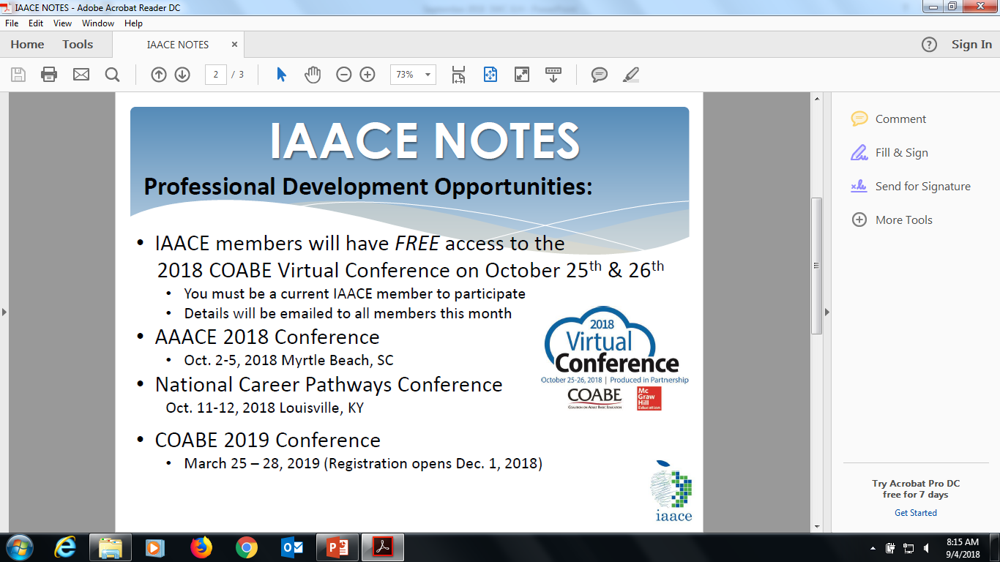 IAACE NOTES - Adobe Acrobat Reader DC
File Edit View Window Help
Home Tools IAACE NOTES × ? Sign In
2 / 3 73%
IAACE NOTES
Professional Development Opportunities:
• IAACE members will have FREE access to the
2018 COABE Virtual Conference on October 25th & 26th
• You must be a current IAACE member to participate
• Details will be emailed to all members this month
• AAACE 2018 Conference
• Oct. 2-5, 2018 Myrtle Beach, SC
• National Career Pathways Conference
Oct. 11-12, 2018 Louisville, KY
• COABE 2019 Conference
• March 25 – 28, 2019 (Registration opens Dec. 1, 2018)
2018
Virtual
Conference
October 25-26, 2018 | Produced in Partnership
COABE
Coalition on Adult Basic Education
Mc
Graw
Hill
Education
iaace
Comment
Fill & Sign
Send for Signature
More Tools
Try Acrobat Pro DC
free for 7 days
Get Started
8:15 AM
9/4/2018